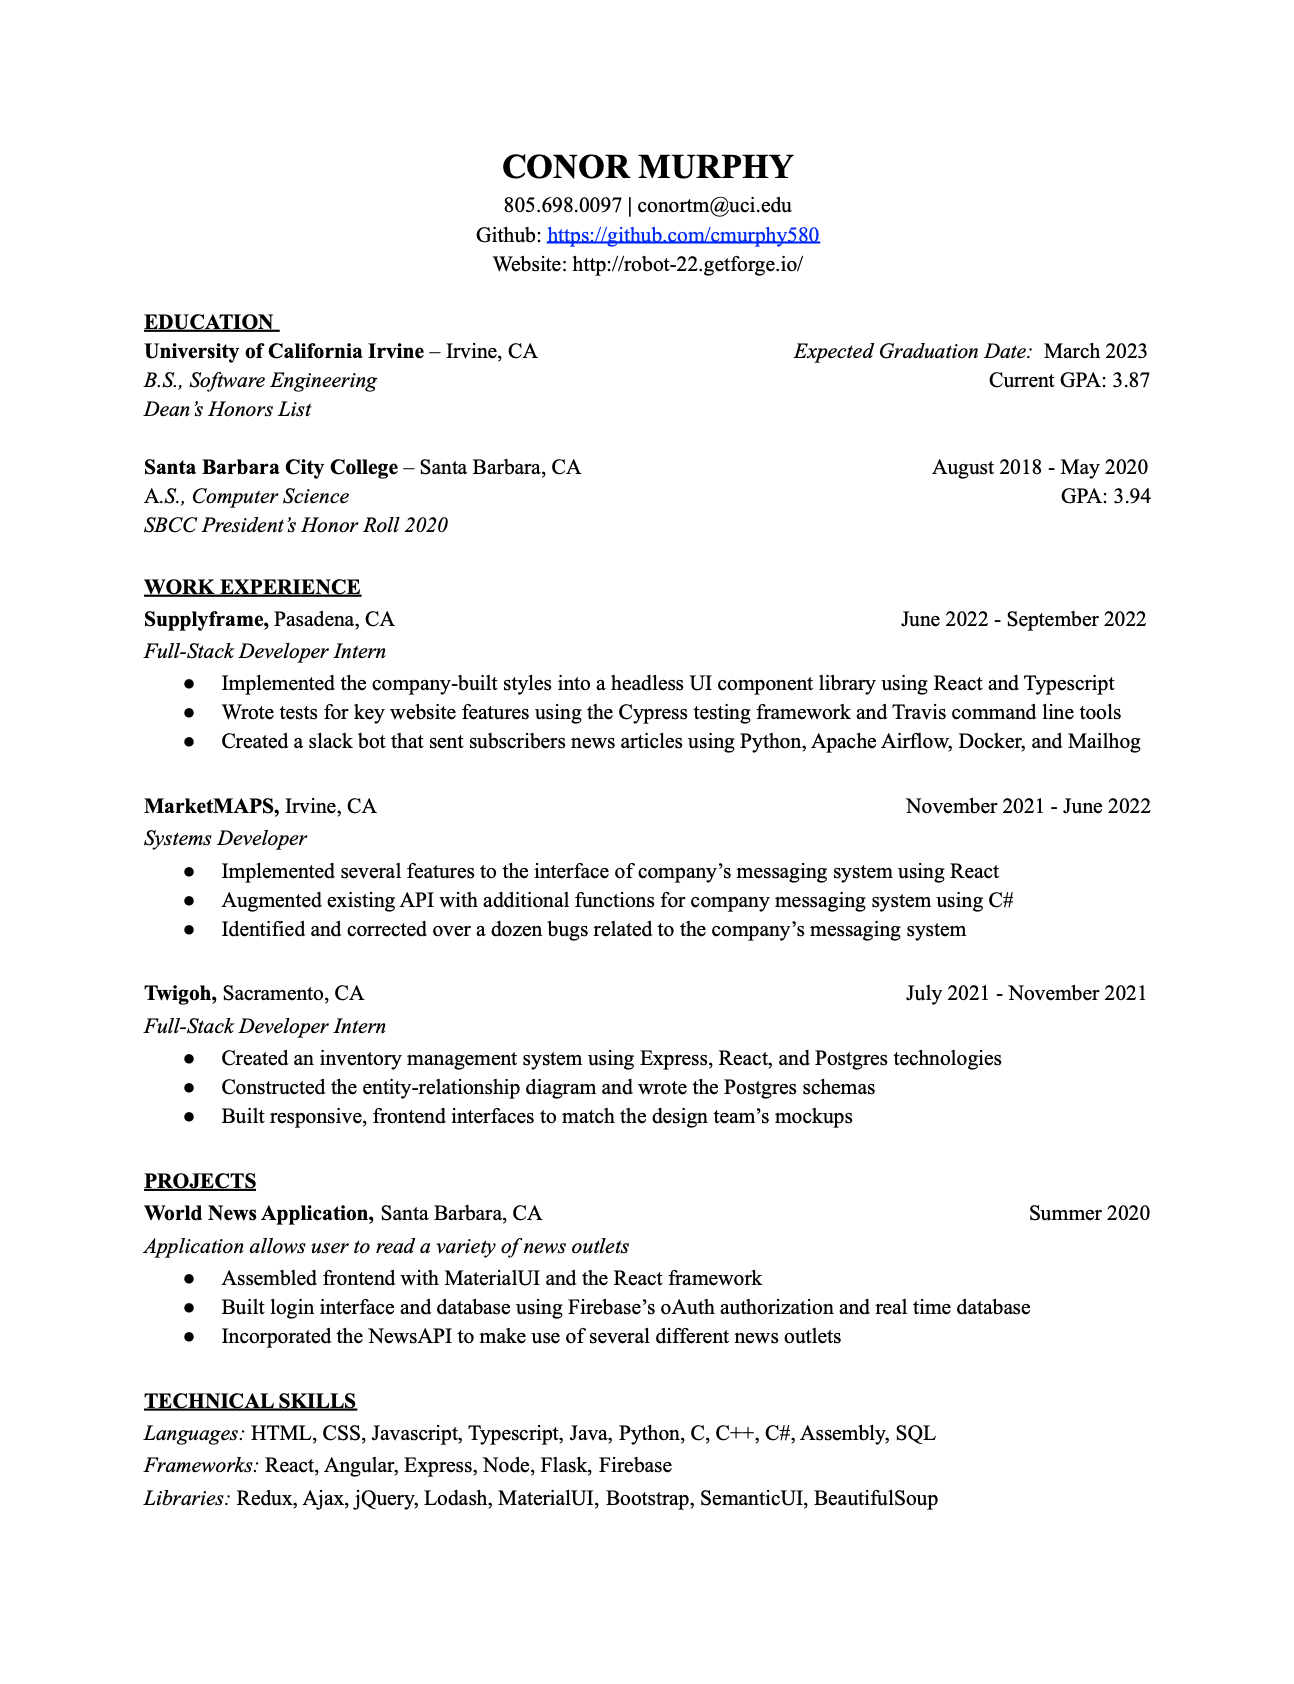 CONOR MURPHY
805.698.0097 | conortm@uci.edu
Github: https://github.com/cmurphy580
Website: http://robot-22.getforge.io/
EDUCATION
University of California Irvine – Irvine, CA Expected Graduation Date: March 2023
B.S., Software Engineering Current GPA: 3.87
Dean’s Honors List
Santa Barbara City College – Santa Barbara, CA August 2018 - May 2020
A.S., Computer Science GPA: 3.94
SBCC President’s Honor Roll 2020
WORK EXPERIENCE
Supplyframe, Pasadena, CA June 2022 - September 2022
Full-Stack Developer Intern
● Implemented the company-built styles into a headless UI component library using React and Typescript
● Wrote tests for key website features using the Cypress testing framework and Travis command line tools
● Created a slack bot that sent subscribers news articles using Python, Apache Airflow, Docker, and Mailhog
MarketMAPS, Irvine, CA November 2021 - June 2022
Systems Developer
● Implemented several features to the interface of company’s messaging system using React
● Augmented existing API with additional functions for company messaging system using C#
● Identified and corrected over a dozen bugs related to the company’s messaging system
Twigoh, Sacramento, CA July 2021 - November 2021
Full-Stack Developer Intern
● Created an inventory management system using Express, React, and Postgres technologies
● Constructed the entity-relationship diagram and wrote the Postgres schemas
● Built responsive, frontend interfaces to match the design team’s mockups
PROJECTS
World News Application, Santa Barbara, CA Summer 2020
Application allows user to read a variety of news outlets
● Assembled frontend with MaterialUI and the React framework
● Built login interface and database using Firebase’s oAuth authorization and real time database
● Incorporated the NewsAPI to make use of several different news outlets
TECHNICAL SKILLS
Languages: HTML, CSS, Javascript, Typescript, Java, Python, C, C++, C#, Assembly, SQL
Frameworks: React, Angular, Express, Node, Flask, Firebase
Libraries: Redux, Ajax, jQuery, Lodash, MaterialUI, Bootstrap, SemanticUI, BeautifulSoup